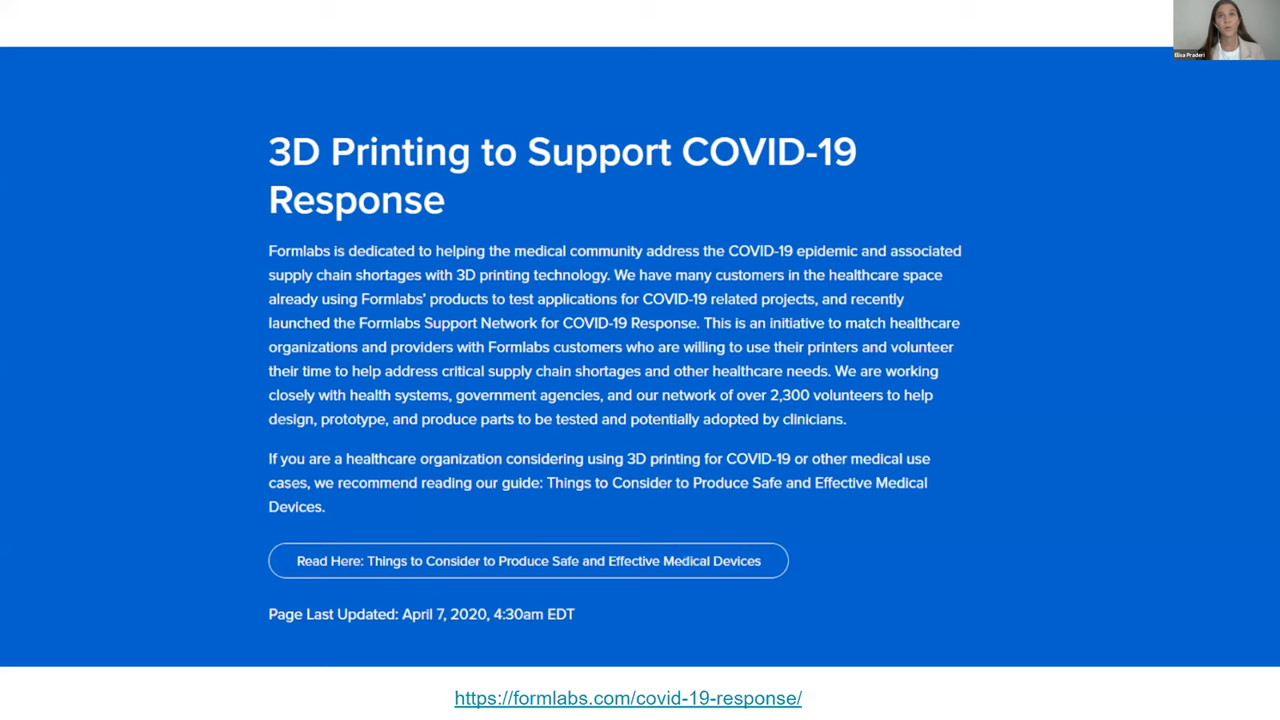 Elisa Praderi
3D Printing to Support COVID-19
Response
Formlabs is dedicated to helping the medical community address the COVID-19 epidemic and associated
supply chain shortages with 3D printing technology. We have many customers in the healthcare space
already using Formlabs’ products to test applications for COVID-19 related projects, and recently
launched the Formlabs Support Network for COVID-19 Response. This is an initiative to match healthcare
organizations and providers with Formlabs customers who are willing to use their printers and volunteer
their time to help address critical supply chain shortages and other healthcare needs. We are working
closely with health systems, government agencies, and our network of over 2,300 volunteers to help
design, prototype, and produce parts to be tested and potentially adopted by clinicians.
If you are a healthcare organization considering using 3D printing for COVID-19 or other medical use
cases, we recommend reading our guide: Things to Consider to Produce Safe and Effective Medical
Devices.
Read Here: Things to Consider to Produce Safe and Effective Medical Devices
Page Last Updated: April 7, 2020, 4:30am EDT
https://formlabs.com/covid-19-response/